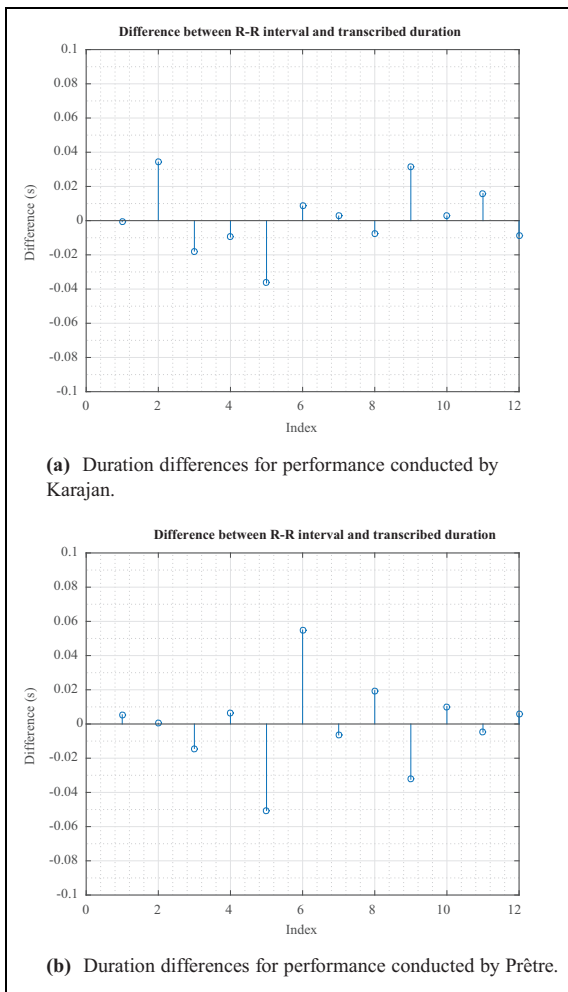 Difference between R-R interval and transcribed duration
0.1
0.08
0.06
0.04
0.02
0
-0.02
-0.04
-0.06
-0.08
-0.1
Difference (s)
0 2 4 6 8 10 12
Index
(a) Duration differences for performance conducted by
Karajan.
Difference between R-R interval and transcribed duration
0.1
0.08
0.06
0.04
0.02
0
-0.02
-0.04
-0.06
-0.08
-0.1
Difference (s)
0 2 4 6 8 10 12
Index
(b) Duration differences for performance conducted by Prêtre.